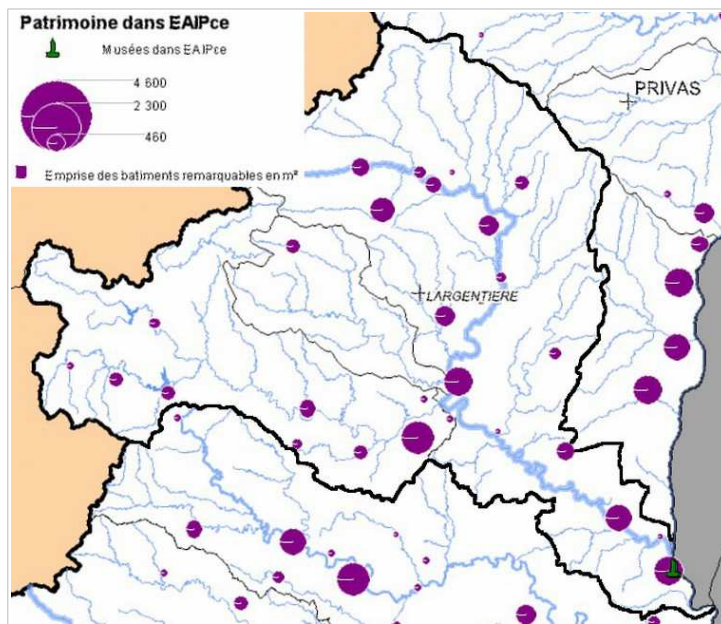 Patrimoine dans EAIPce
Musées dans EAIPce
4 600
2 300
460
Emprise des batiments remarquables en m²
PRIVAS
LARGENTIERE